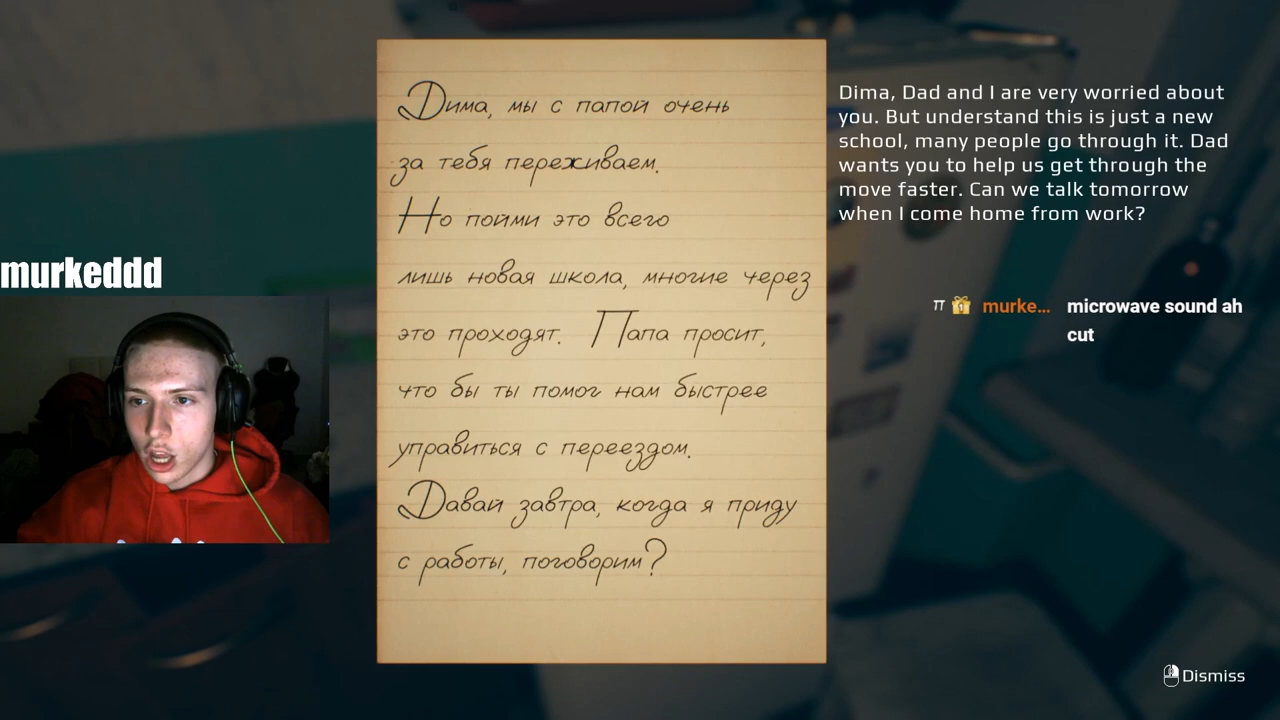 Дима, мы с папой очень
за тебя переживаем.
Но пойми это всего
лишь новая школа, многие через
это проходят. Папа просит,
что бы ты помог нам быстрее
управиться с переездом.
Давай завтра, когда я приду
с работы, поговорим?
Dima, Dad and I are very worried about
you. But understand this is just a new
school, many people go through it. Dad
wants you to help us get through the
move faster. Can we talk tomorrow
when I come home from work?
murkeddd
murke... microwave sound ah
cut
Dismiss